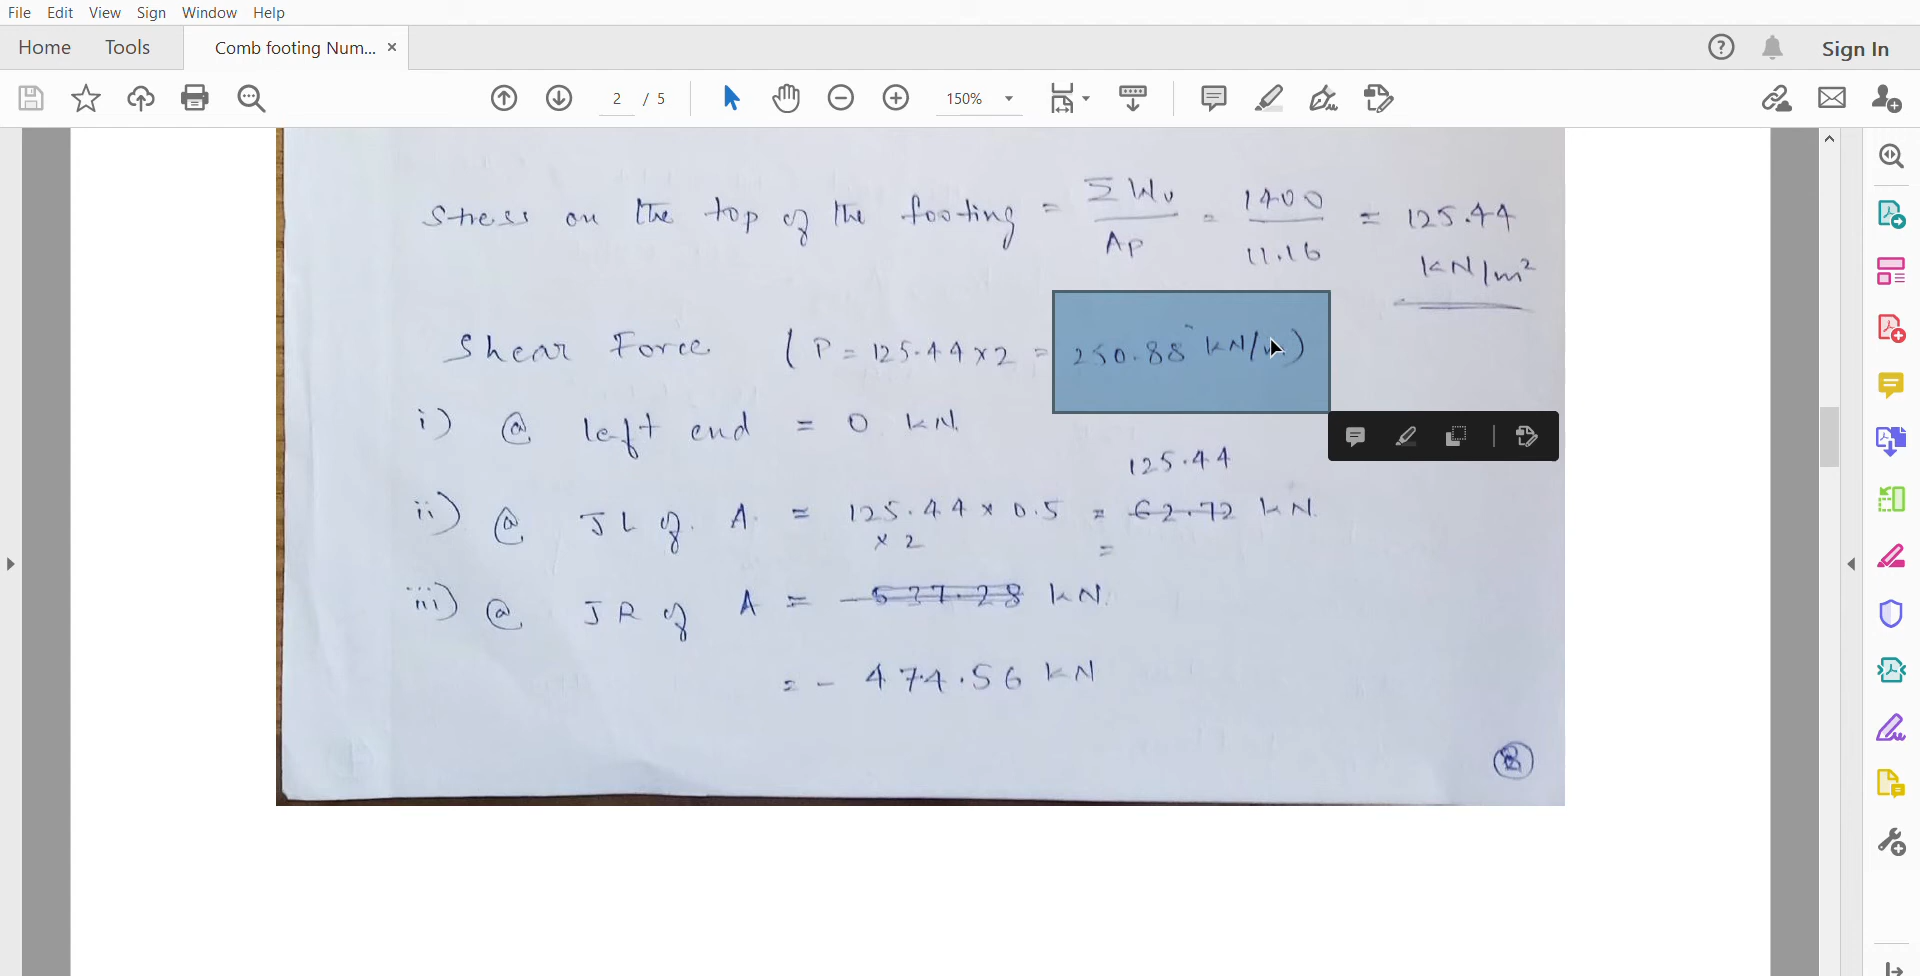 File Edit View Sign Window Help
Home Tools Comb footing Num... × Sign In
2 / 5 150%
Stress on the top of the footing = ΣWv / Ap = 1400 / 11.16 = 125.44 kN/m²
Shear Force (P = 125.44 x 2 = 250.88 kN/m)
i) @ left end = 0 kN.
125.44
ii) @ JL of A. = 125.44 x 0.5 = 62.72 kN.
x 2 =
iii) @ JR of A = kN.
= - 474.56 kN